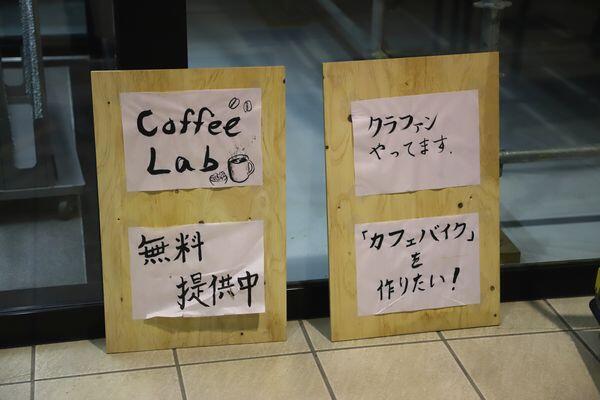 Coffee
Lab
無料
提供中
クラファン
やってます.
「カフェバイク」
を
作りたい!